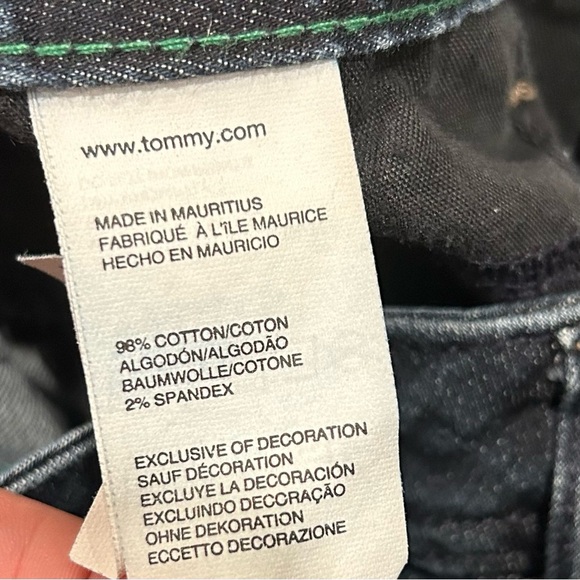 www.tommy.com
MADE IN MAURITIUS
FABRIQUÉ À L'ÎLE MAURICE
HECHO EN MAURICIO
98% COTTON/COTON
ALGODÓN/ALGODÃO
BAUMWOLLE/COTONE
2% SPANDEX
EXCLUSIVE OF DECORATION
SAUF DÉCORATION
EXCLUYE LA DECORACIÓN
EXCLUINDO DECORAÇÃO
OHNE DEKORATION
ECCETTO DECORAZIONE